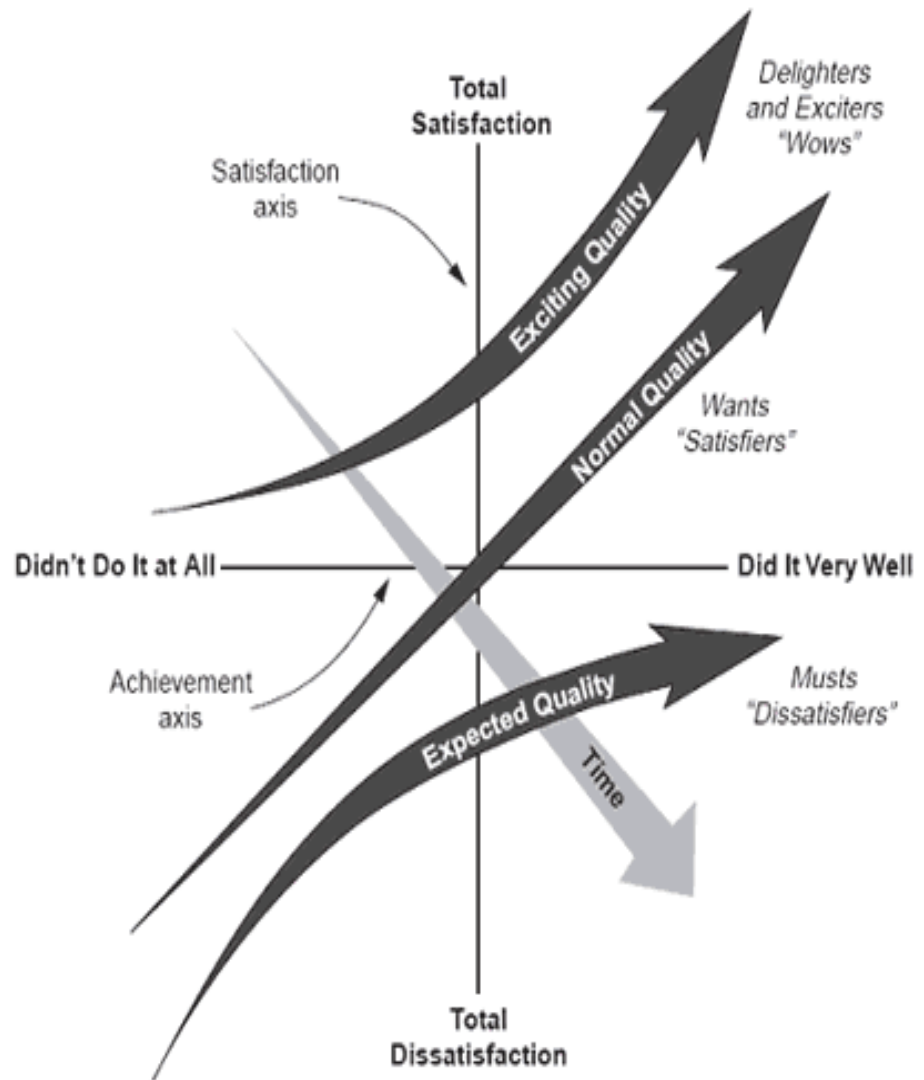 Total
Satisfaction
Delighters
and Exciters
“Wows”
Satisfaction
axis
Exciting Quality
Normal Quality
Wants
“Satisfiers”
Didn’t Do It at All
Did It Very Well
Achievement
axis
Expected Quality
Musts
“Dissatisfiers”
Time
Total
Dissatisfaction